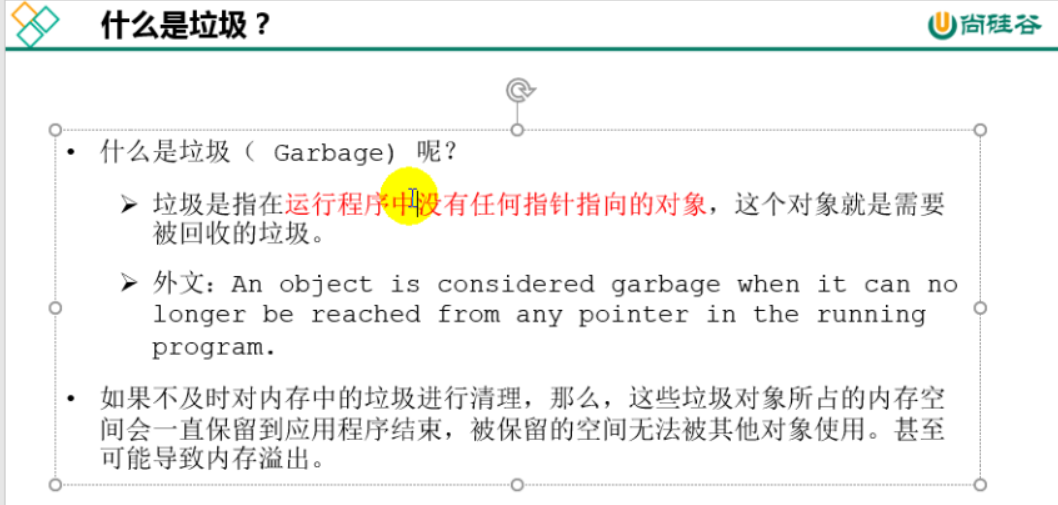 什么是垃圾？
尚硅谷
• 什么是垃圾（ Garbage) 呢?
➢ 垃圾是指在运行程序中没有任何指针指向的对象，这个对象就是需要
被回收的垃圾。
➢ 外文: An object is considered garbage when it can no
longer be reached from any pointer in the running
program.
• 如果不及时对内存中的垃圾进行清理，那么，这些垃圾对象所占的内存空
间会一直保留到应用程序结束，被保留的空间无法被其他对象使用。甚至
可能导致内存溢出。